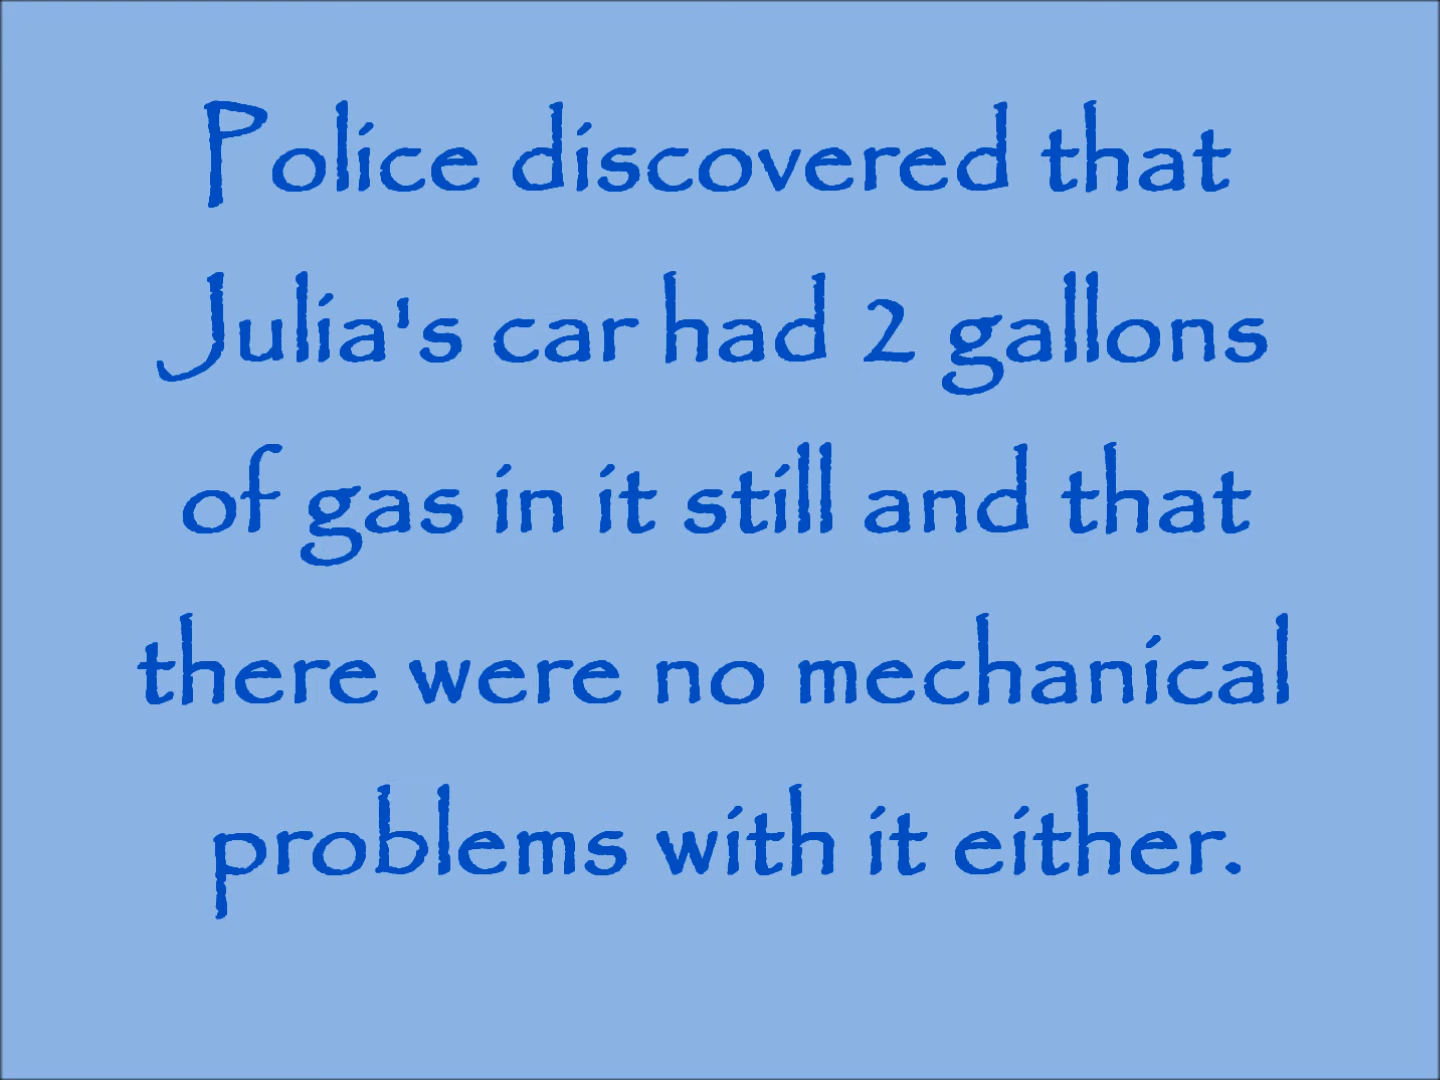 Police discovered that
Julia's car had 2 gallons
of gas in it still and that
there were no mechanical
problems with it either.